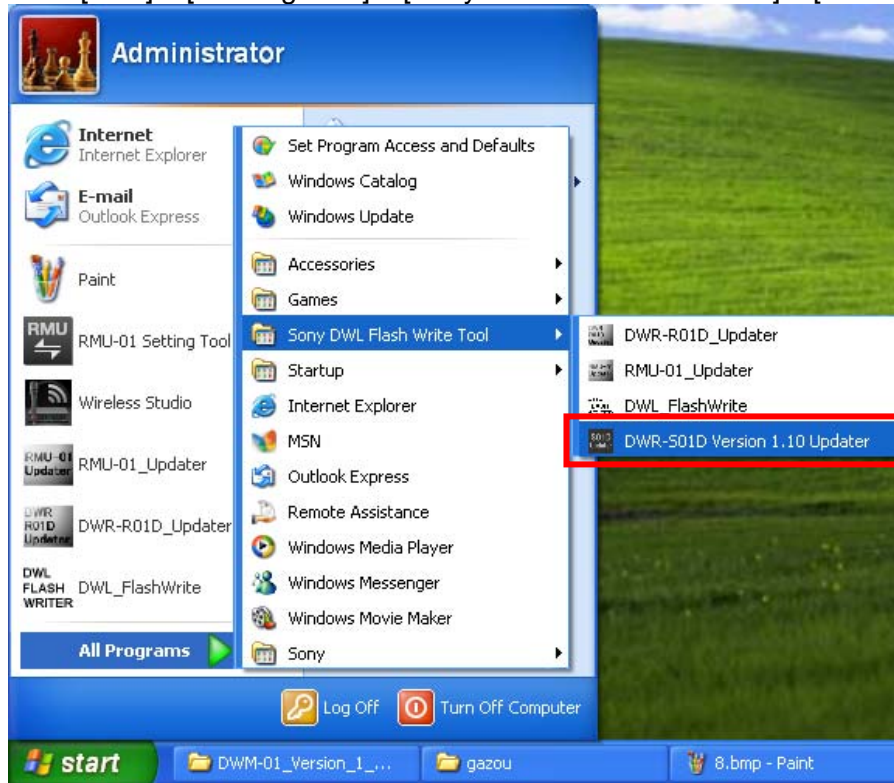 Administrator
Internet
Internet Explorer
E-mail
Outlook Express
Paint
RMU
RMU-01 Setting Tool
Wireless Studio
RMU-01
Updater
RMU-01_Updater
DWR
R01D
Updater
DWR-R01D_Updater
DWL
FLASH
WRITER
DWL_FlashWrite
All Programs
Set Program Access and Defaults
Windows Catalog
Windows Update
Accessories
Games
Sony DWL Flash Write Tool
Startup
Internet Explorer
MSN
Outlook Express
Remote Assistance
Windows Media Player
Windows Messenger
Windows Movie Maker
Sony
DWR-R01D_Updater
RMU-01_Updater
DWL_FlashWrite
DWR-S01D Version 1.10 Updater
Log Off
Turn Off Computer
start
DWM-01_Version_1_...
gazou
8.bmp - Paint